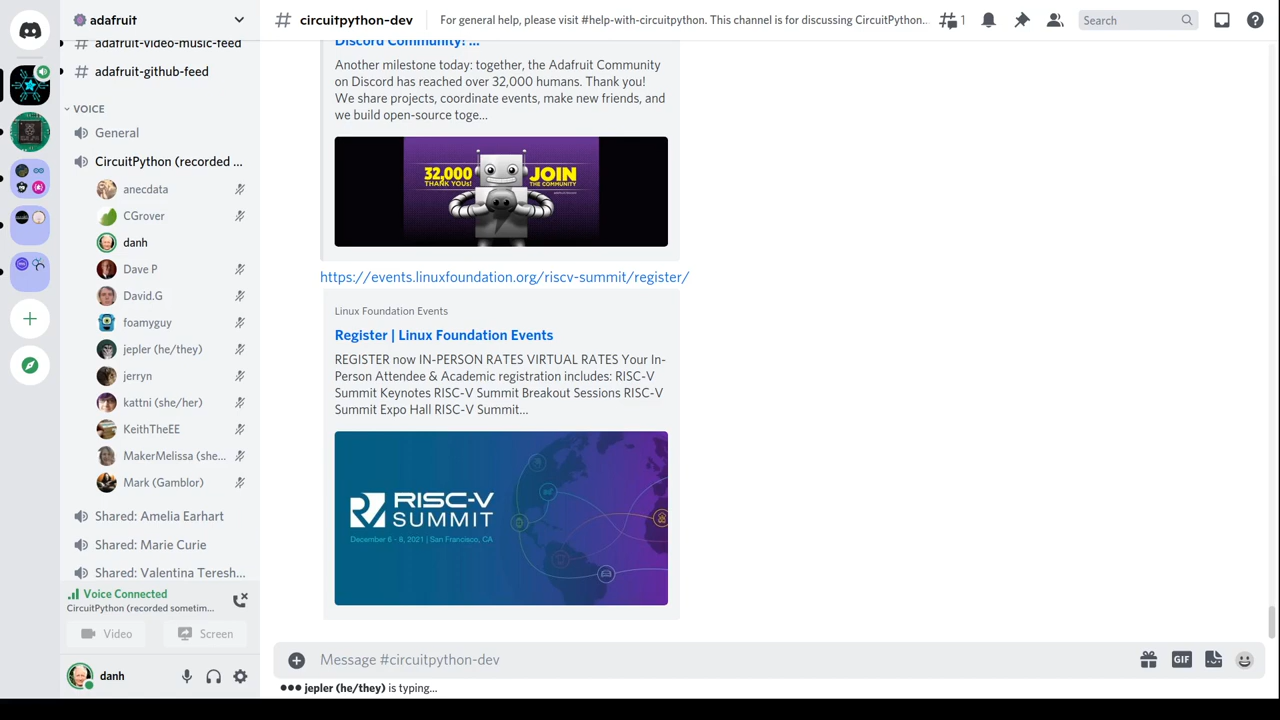 adafruit
adafruit-video-music-feed
adafruit-github-feed
VOICE
General
CircuitPython (recorded ...
anecdata
CGrover
danh
Dave P
David.G
foamyguy
jepler (he/they)
jerryn
kattni (she/her)
KeithTheEE
MakerMelissa (she...
Mark (Gamblor)
Shared: Amelia Earhart
Shared: Marie Curie
Shared: Valentina Teresh...
Voice Connected
CircuitPython (recorded sometim...
Video
Screen
danh
circuitpython-dev
For general help, please visit #help-with-circuitpython. This channel is for discussing CircuitPython...
1
Search
Discord Community! ...
Another milestone today: together, the Adafruit Community
on Discord has reached over 32,000 humans. Thank you!
We share projects, coordinate events, make new friends, and
we build open-source toge...
32,000
THANK YOUs!
JOIN
THE COMMUNITY
https://events.linuxfoundation.org/riscv-summit/register/
Linux Foundation Events
Register | Linux Foundation Events
REGISTER now IN-PERSON RATES VIRTUAL RATES Your In-
Person Attendee & Academic registration includes: RISC-V
Summit Keynotes RISC-V Summit Breakout Sessions RISC-V
Summit Expo Hall RISC-V Summit...
RISC-V
SUMMIT
December 6 - 8, 2021 | San Francisco, CA
Message #circuitpython-dev
GIF
jepler (he/they) is typing...